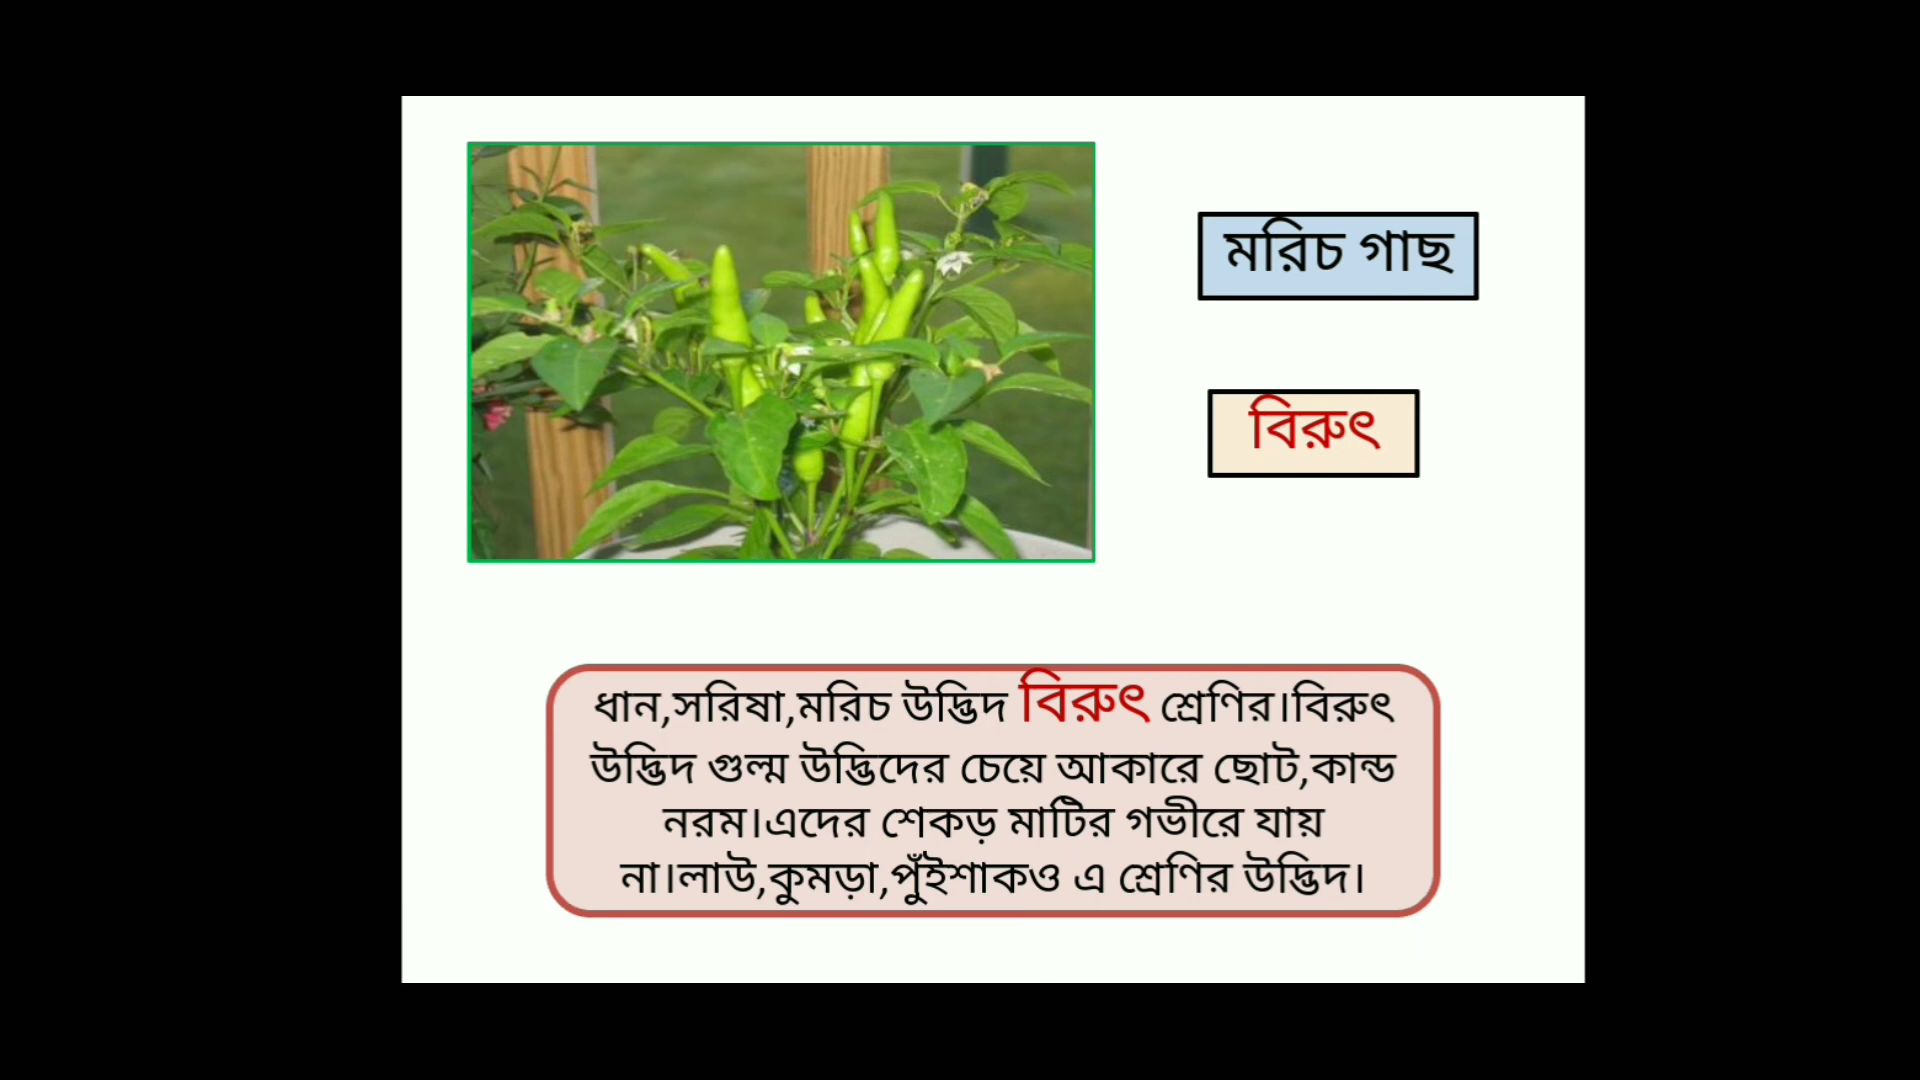 মরিচ গাছ
বিরুৎ
ধান,সরিষা,মরিচ উদ্ভিদ বিরুৎ শ্রেণির।বিরুৎ
উদ্ভিদ গুল্ম উদ্ভিদের চেয়ে আকারে ছোট,কান্ড
নরম।এদের শেকড় মাটির গভীরে যায়
না।লাউ,কুমড়া,পুঁইশাকও এ শ্রেণির উদ্ভিদ।